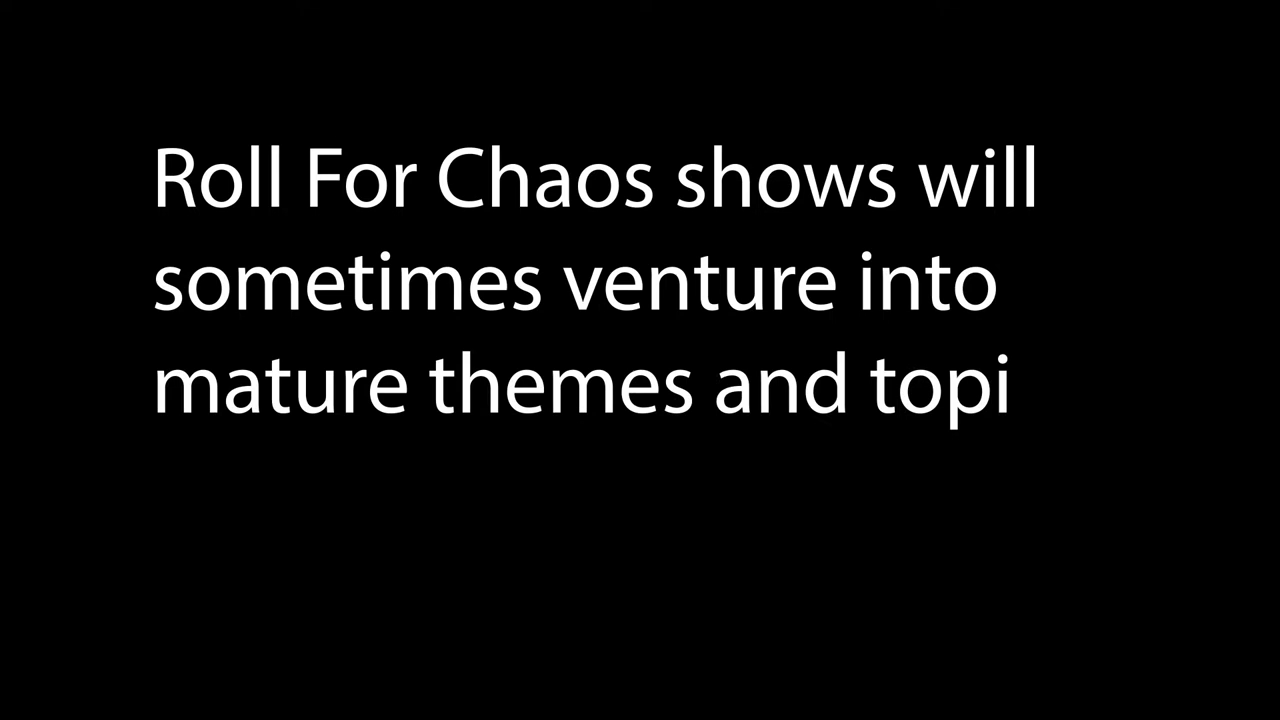 Roll For Chaos shows will
sometimes venture into
mature themes and topi